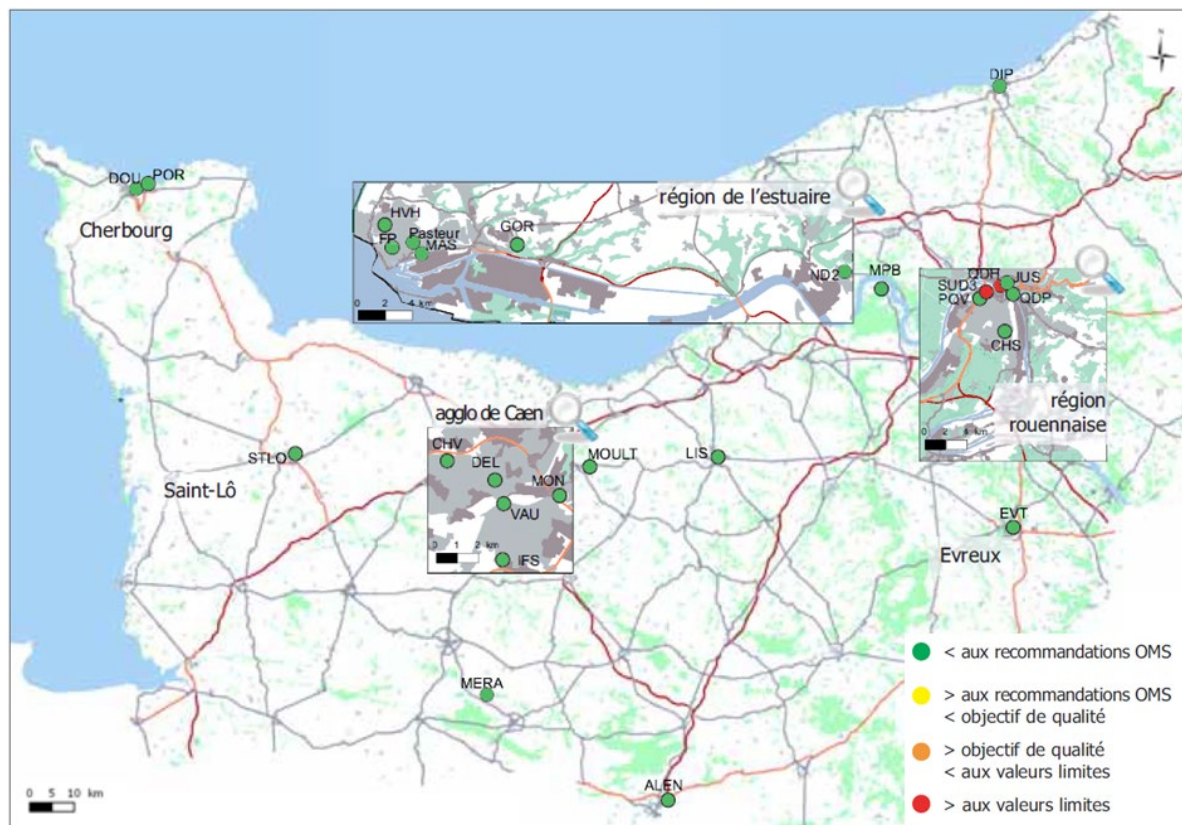 N
DIP
DOU POR
Cherbourg
région de l'estuaire
HVH
FP
Pasteur
MAS
GOR
ND2
MPB
0 2 4 km
QDH
JUS
SUD3
QDP
PQV
CHS
région
rouennaise
agglo de Caen
CHV
DEL
MON
VAU
IFS
0 1 2 km
MOULT
LIS
STLO
Saint-Lô
EVT
Evreux
MERA
ALEN
0 5 10 km
< aux recommandations OMS
> aux recommandations OMS
< objectif de qualité
> objectif de qualité
< aux valeurs limites
> aux valeurs limites